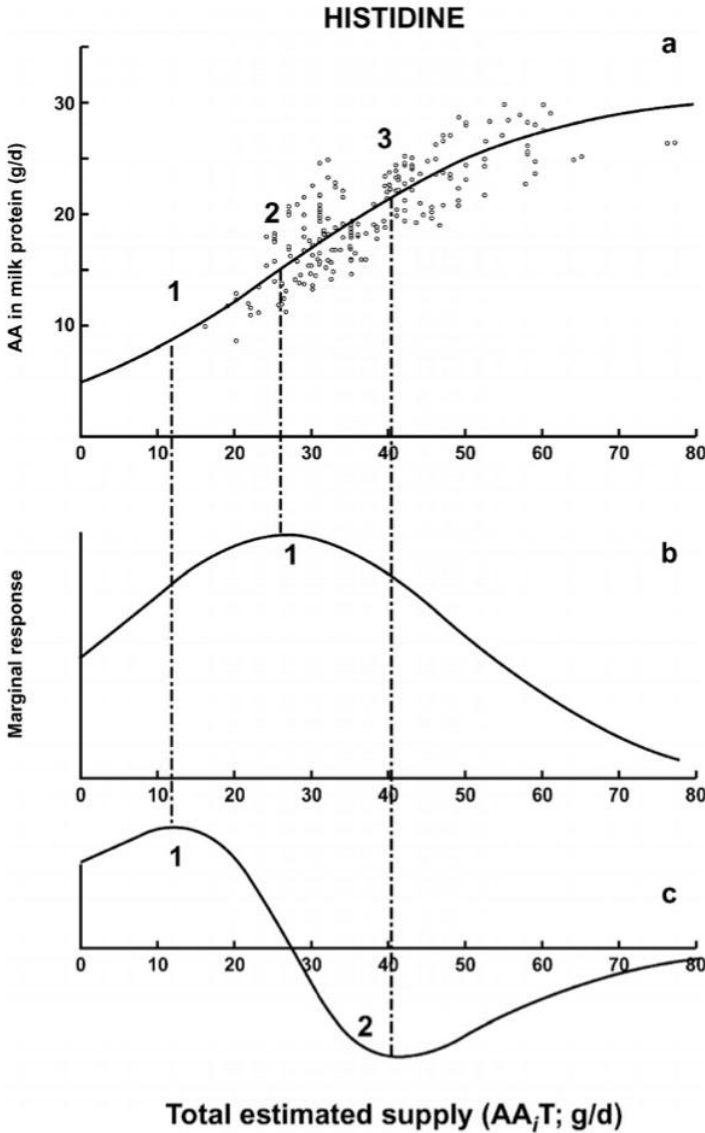 HISTIDINE
a
AA in milk protein (g/d)
30
20
10
1
2
3
0 10 20 30 40 50 60 70 80
b
Marginal response
1
0 10 20 30 40 50 60 70 80
c
1
2
0 10 20 30 40 50 60 70 80
Total estimated supply (AAᵢT; g/d)